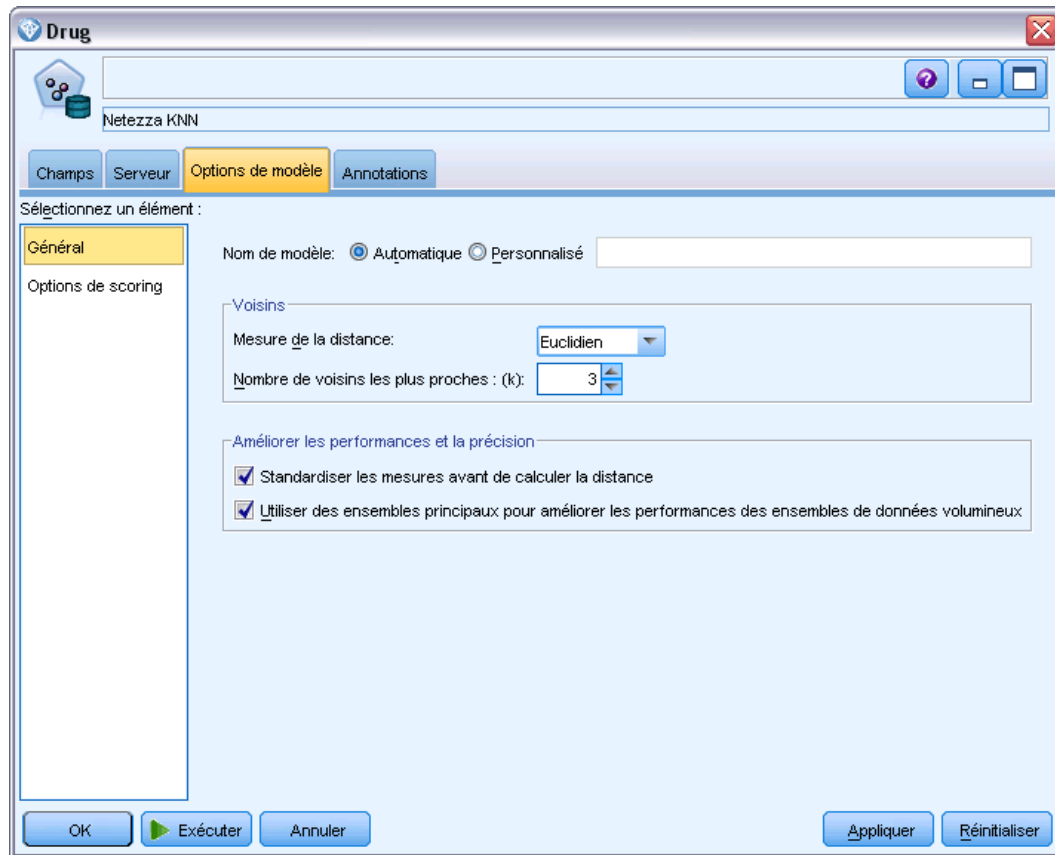 Drug
Netezza KNN
Champs Serveur Options de modèle Annotations
Sélectionnez un élément :
Général
Options de scoring
Nom de modèle: Automatique Personnalisé
Voisins
Mesure de la distance: Euclidien
Nombre de voisins les plus proches : (k): 3
Améliorer les performances et la précision
Standardiser les mesures avant de calculer la distance
Utiliser des ensembles principaux pour améliorer les performances des ensembles de données volumineux
OK Exécuter Annuler Appliquer Réinitialiser